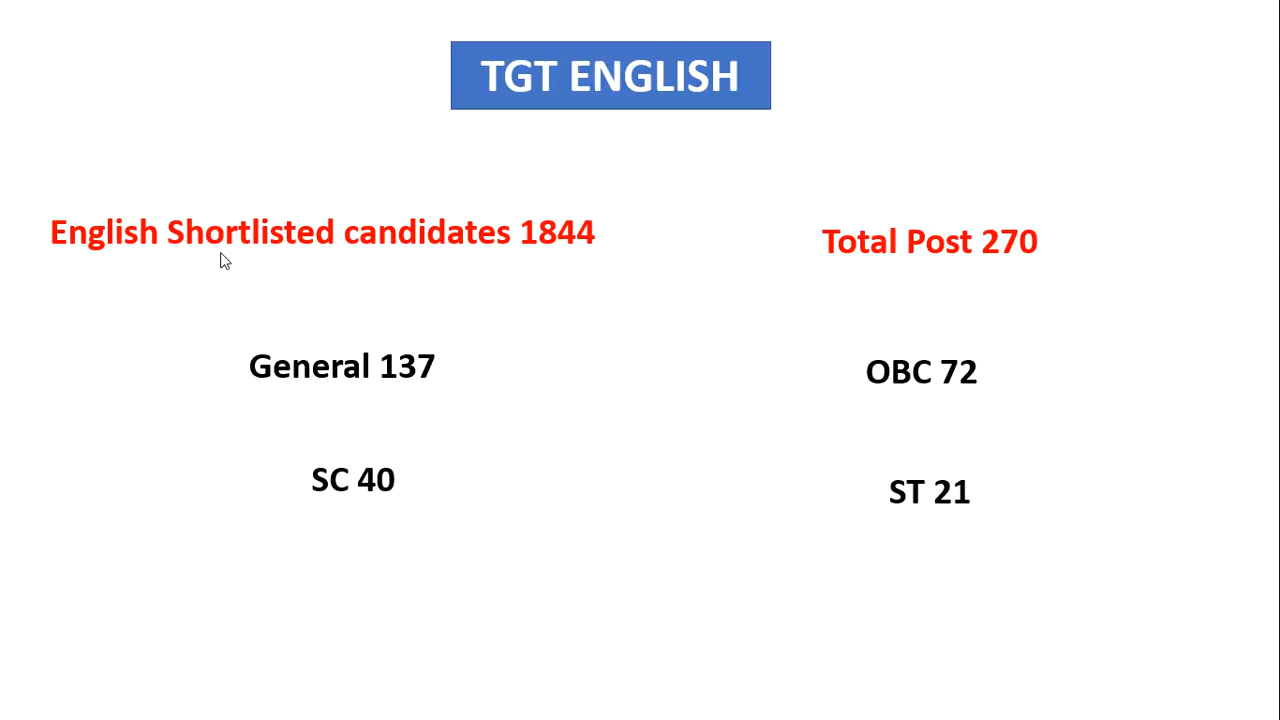 TGT ENGLISH
English Shortlisted candidates 1844
Total Post 270
General 137
OBC 72
SC 40
ST 21